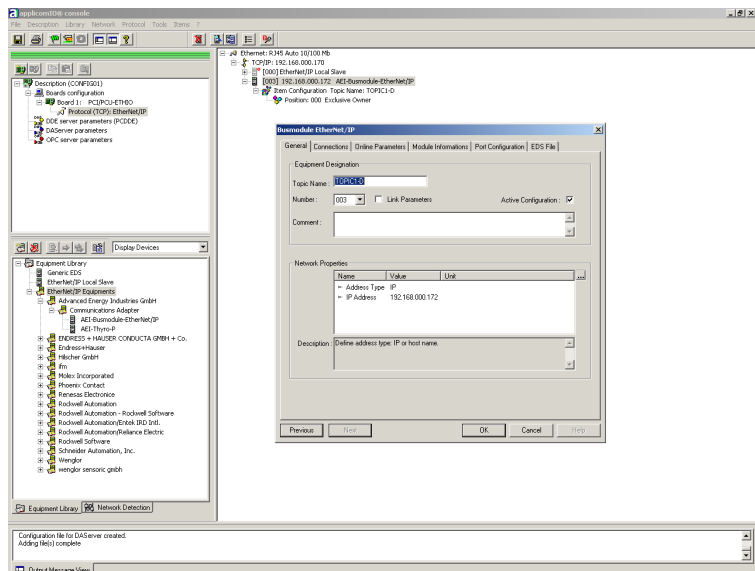 applicomIO® console
File Description Library Network Protocol Tools Items ?
Description (CONFIG01)
Boards configuration
Board 1: PCI/PCU-ETHIO
Protocol (TCP): EtherNet/IP
DDE server parameters (PCDDE)
DAServer parameters
OPC server parameters
Display Devices
Equipment Library
Generic EDS
EtherNet/IP Local Slave
EtherNet/IP Equipments
Advanced Energy Industries GmbH
Communications Adapter
AEI-Busmodule-EtherNet/IP
AEI-Thyro-P
ENDRESS + HAUSER CONDUCTA GMBH + Co.
Endress+Hauser
Hilscher GmbH
ifm
Molex Incorporated
Phoenix Contact
Renesas Electronice
Rockwell Automation
Rockwell Automation - Rockwell Software
Rockwell Automation/Entek IRD Intl.
Rockwell Automation/Reliance Electric
Rockwell Software
Schneider Automation, Inc.
Wenglor
wenglor sensoric gmbh
Equipment Library Network Detection
Ethernet: RJ45 Auto 10/100 Mb
TCP/IP: 192.168.000.170
[000] EtherNet/IP Local Slave
[003] 192.168.000.172 AEI-Busmodule-EtherNet/IP
Item Configuration Topic Name: TOPIC1-D
Position: 000 Exclusive Owner
Busmodule EtherNet/IP
General Connections Online Parameters Module Informations Port Configuration EDS File
Equipment Designation
Topic Name : TOPIC1-D
Number : 003 Link Parameters Active Configuration :
Comment :
Network Properties
Name Value Unit
Address Type IP
IP Address 192.168.000.172
...
Description : Define address type: IP or host name.
Previous Next OK Cancel Help
Configuration file for DAServer created.
Adding file(s) complete
Output Message View